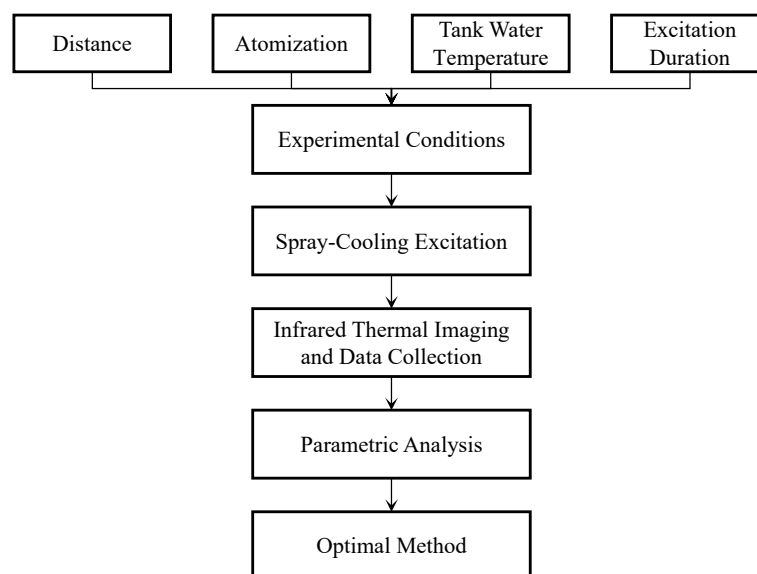 Distance
Atomization
Tank Water
Temperature
Excitation
Duration
Experimental Conditions
Spray-Cooling Excitation
Infrared Thermal Imaging
and Data Collection
Parametric Analysis
Optimal Method